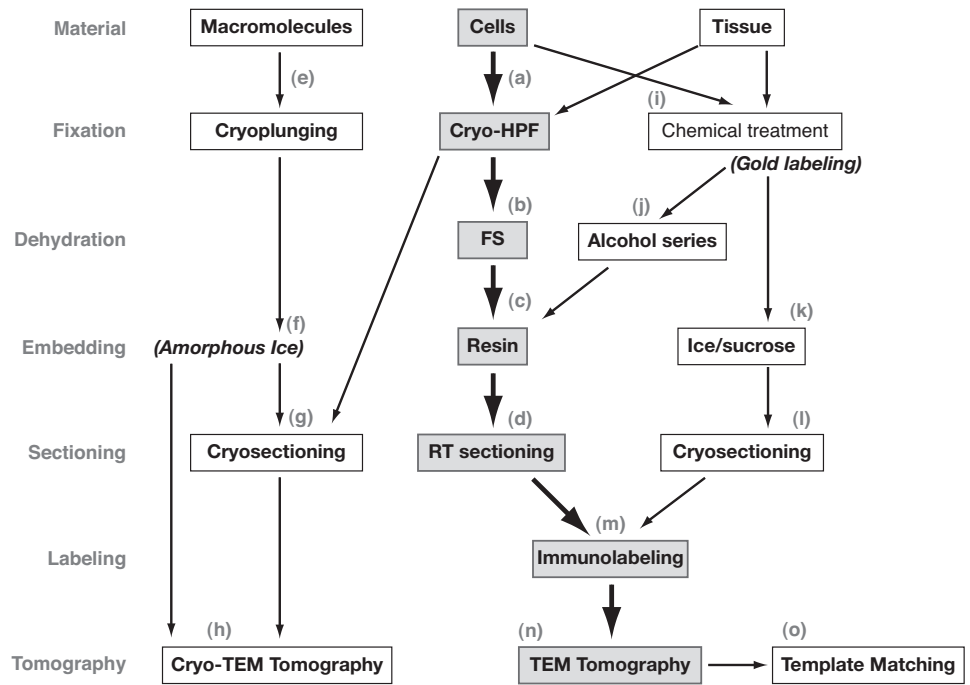 Material
Macromolecules
Cells
Tissue
(e)
(a)
(i)
Fixation
Cryoplunging
Cryo-HPF
Chemical treatment
(Gold labeling)
(b)
(j)
Dehydration
FS
Alcohol series
(c)
(k)
(f)
Embedding
(Amorphous Ice)
Resin
Ice/sucrose
(g)
(d)
(l)
Sectioning
Cryosectioning
RT sectioning
Cryosectioning
(m)
Labeling
Immunolabeling
(h)
(n)
(o)
Tomography
Cryo-TEM Tomography
TEM Tomography
Template Matching